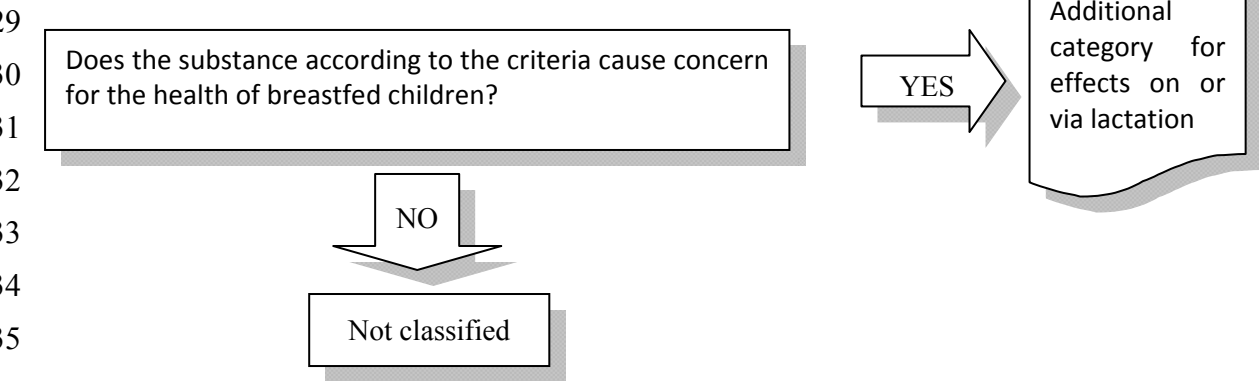 29
Additional
category for
effects on or
via lactation
Does the substance according to the criteria cause concern
for the health of breastfed children?
YES
30
31
32
NO
33
34
Not classified
35